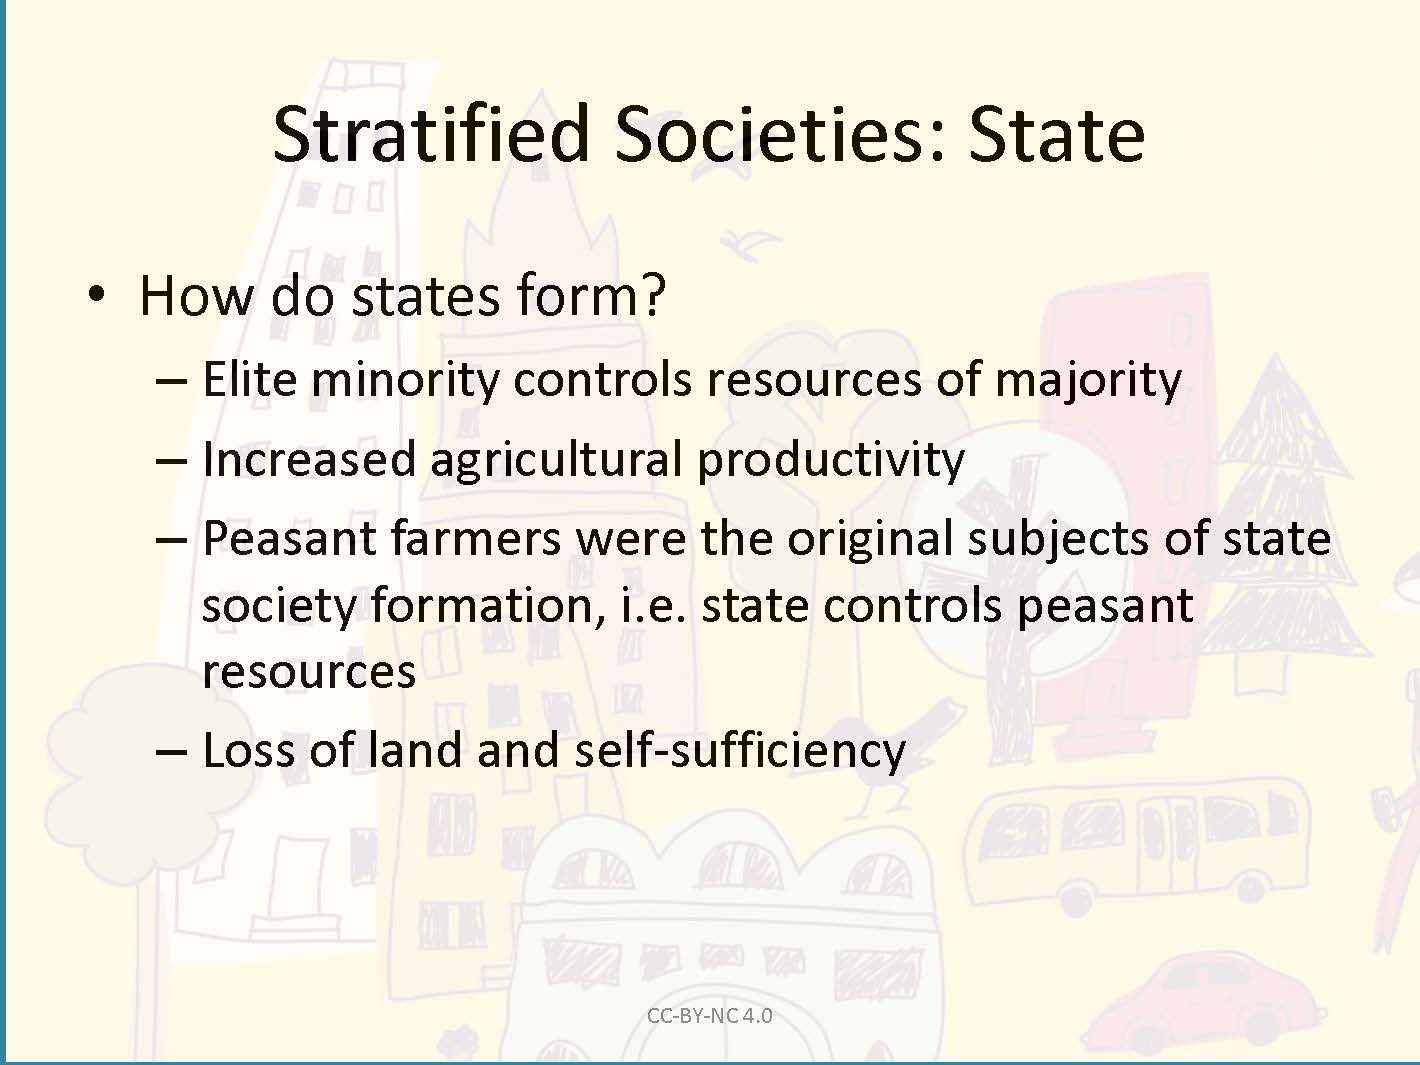 Stratified Societies: State
• How do states form?
– Elite minority controls resources of majority
– Increased agricultural productivity
– Peasant farmers were the original subjects of state
society formation, i.e. state controls peasant
resources
– Loss of land and self-sufficiency
CC-BY-NC 4.0